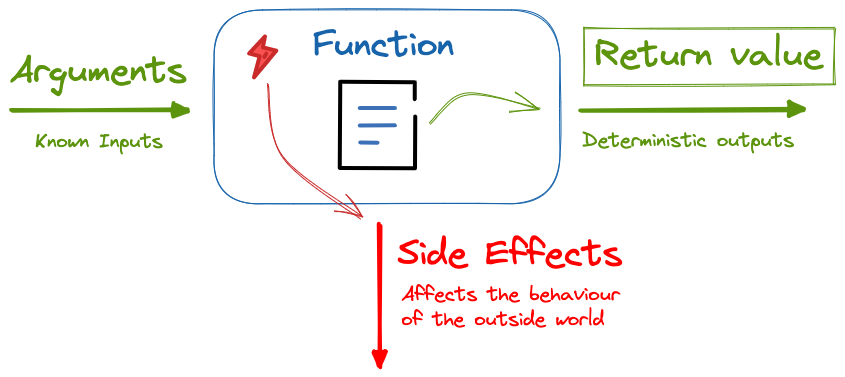 Arguments
Known Inputs
Function
Return value
Deterministic outputs
Side Effects
Affects the behaviour
of the outside world